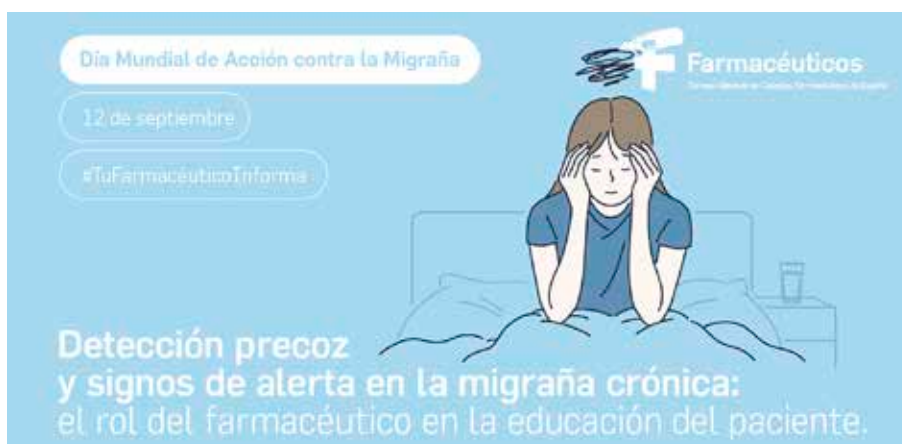 Día Mundial de Acción contra la Migraña
12 de septiembre
#TuFarmacéuticoInforma
Farmacéuticos
Detección precoz
y signos de alerta en la migraña crónica:
el rol del farmacéutico en la educación del paciente.